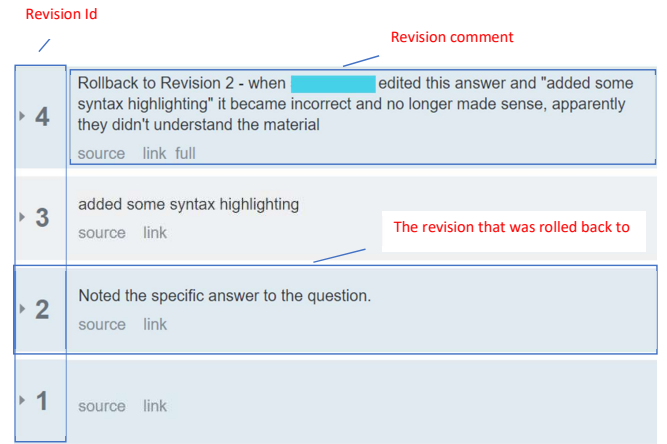 Revision Id
Revision comment
4
Rollback to Revision 2 - when edited this answer and "added some
syntax highlighting" it became incorrect and no longer made sense, apparently
they didn't understand the material
source link full
3
added some syntax highlighting
source link
The revision that was rolled back to
2
Noted the specific answer to the question.
source link
1
source link